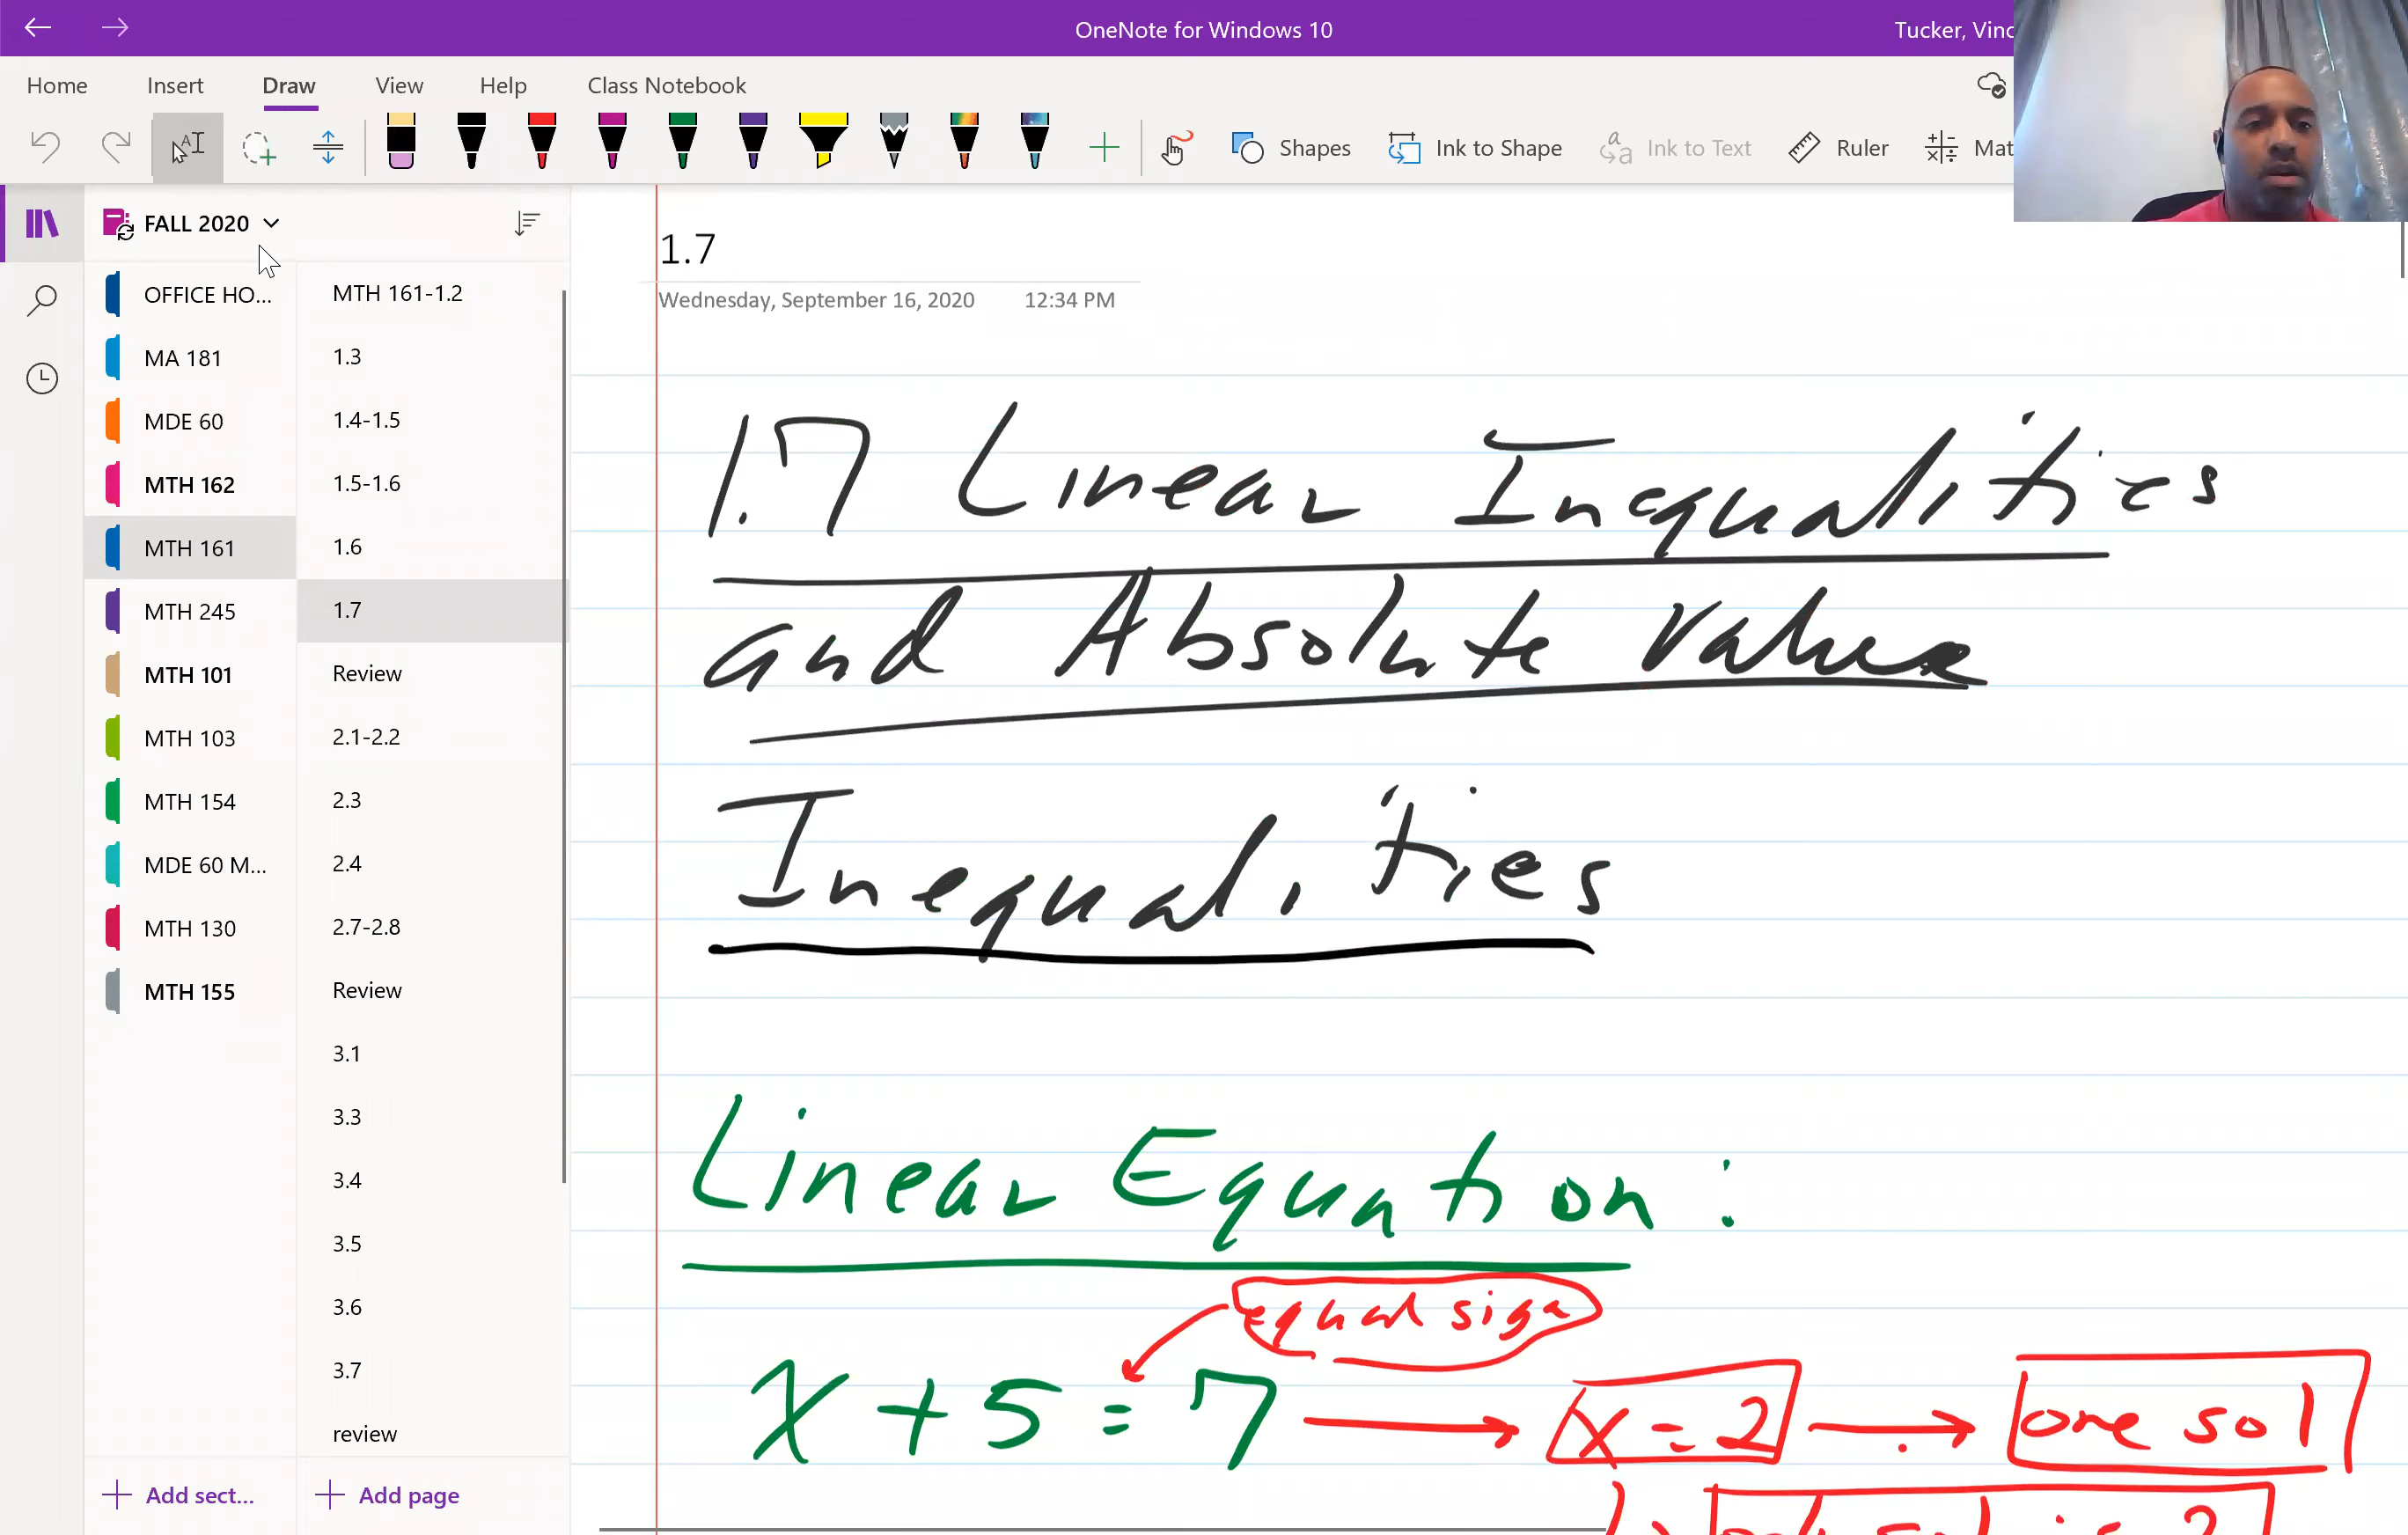 OneNote for Windows 10
Tucker, Vinc
Home Insert Draw View Help Class Notebook
Shapes Ink to Shape Ink to Text Ruler Mat
FALL 2020
OFFICE HO...
MA 181
MDE 60
MTH 162
MTH 161
MTH 245
MTH 101
MTH 103
MTH 154
MDE 60 M...
MTH 130
MTH 155
Add sect...
MTH 161-1.2
1.3
1.4-1.5
1.5-1.6
1.6
1.7
Review
2.1-2.2
2.3
2.4
2.7-2.8
Review
3.1
3.3
3.4
3.5
3.6
3.7
review
Add page
1.7
Wednesday, September 16, 2020 12:34 PM
1.7 Linear Inequalities
and Absolute Value
Inequalities
Linear Equation:
equal sign
x + 5 = 7 → x = 2 → one sol